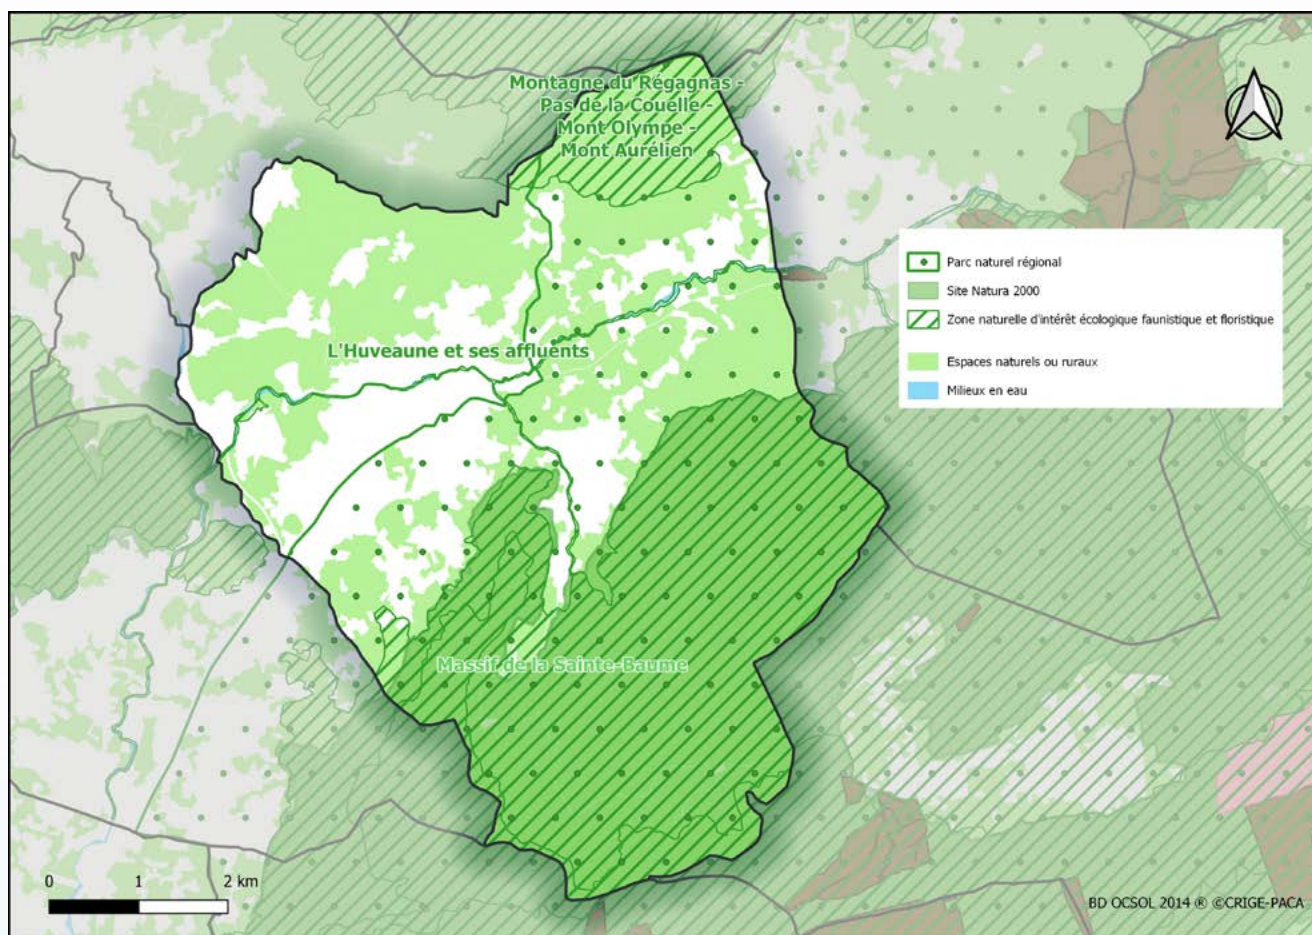 Montagne du Régagnas -
Pas de la Couelle -
Mont Olympe -
Mont Aurélien
Parc naturel régional
Site Natura 2000
Zone naturelle d'intérêt écologique faunistique et floristique
L'Huveaune et ses affluents
Espaces naturels ou ruraux
Milieux en eau
Massif de la Sainte-Baume
0 1 2 km
BD OCSOL 2014 ® ©CRIGE-PACA